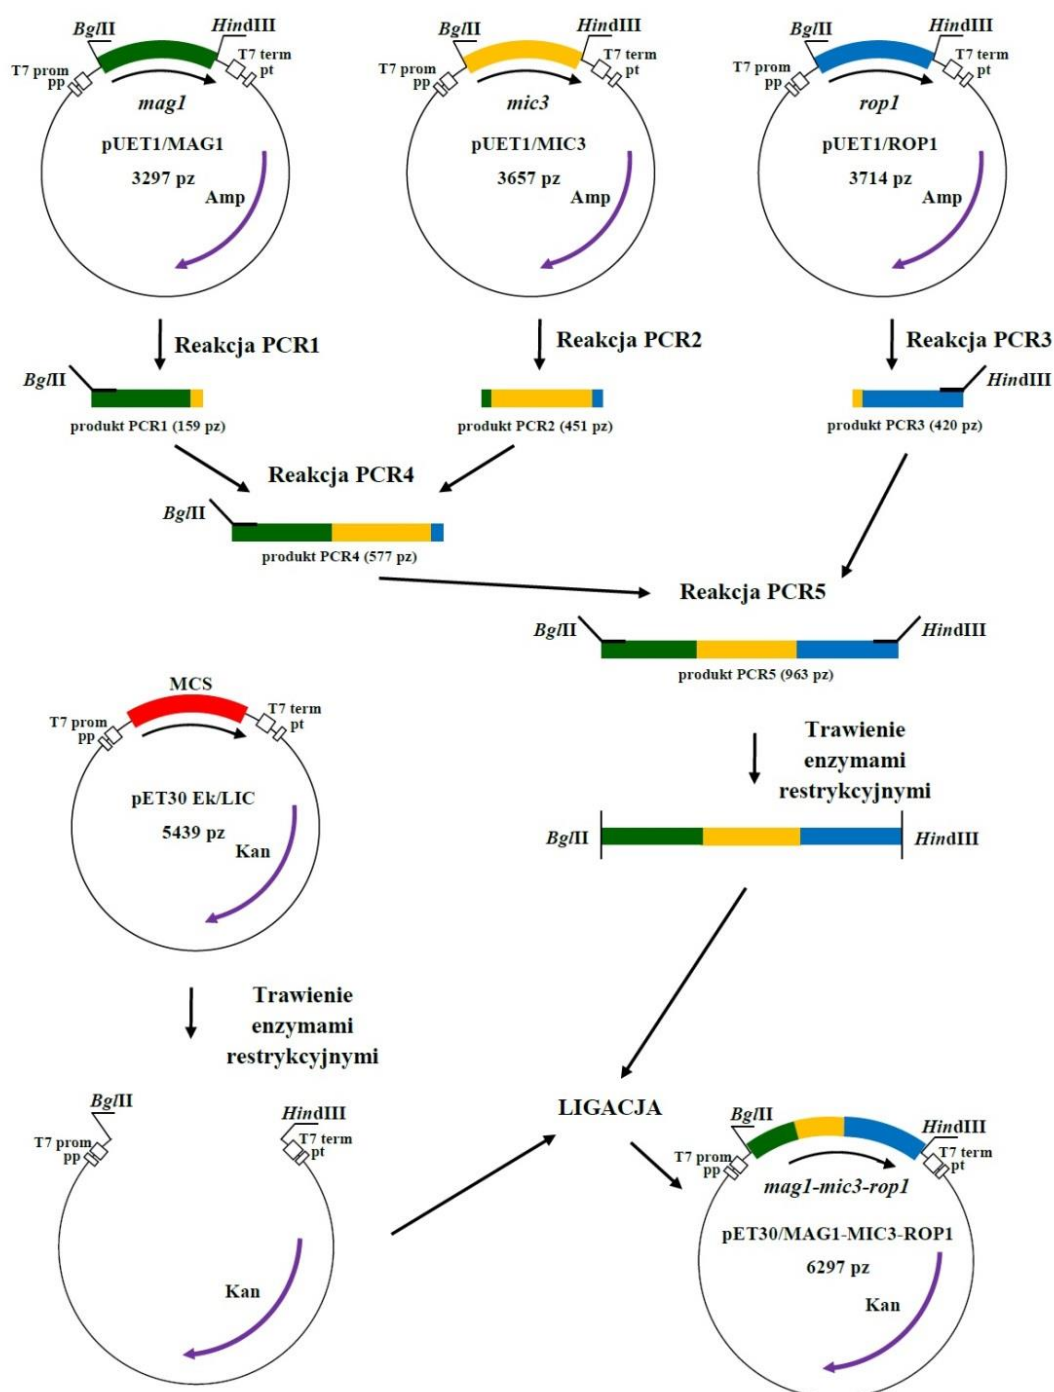 BglII
HindIII
T7 prom
pp
T7 term
pt
mag1
pUET1/MAG1
3297 pz
Amp
BglII
HindIII
T7 prom
pp
T7 term
pt
mic3
pUET1/MIC3
3657 pz
Amp
BglII
HindIII
T7 prom
pp
T7 term
pt
rop1
pUET1/ROP1
3714 pz
Amp
Reakcja PCR1
Reakcja PCR2
Reakcja PCR3
BglII
HindIII
produkt PCR1 (159 pz)
produkt PCR2 (451 pz)
produkt PCR3 (420 pz)
Reakcja PCR4
BglII
produkt PCR4 (577 pz)
Reakcja PCR5
BglII
HindIII
produkt PCR5 (963 pz)
MCS
T7 prom
pp
T7 term
pt
pET30 Ek/LIC
5439 pz
Kan
Trawienie
enzymami
restrykcyjnymi
BglII
HindIII
Trawienie
enzymami
restrykcyjnymi
BglII
HindIII
T7 prom
pp
T7 term
pt
Kan
LIGACJA
BglII
HindIII
T7 prom
pp
T7 term
pt
mag1-mic3-rop1
pET30/MAG1-MIC3-ROP1
6297 pz
Kan